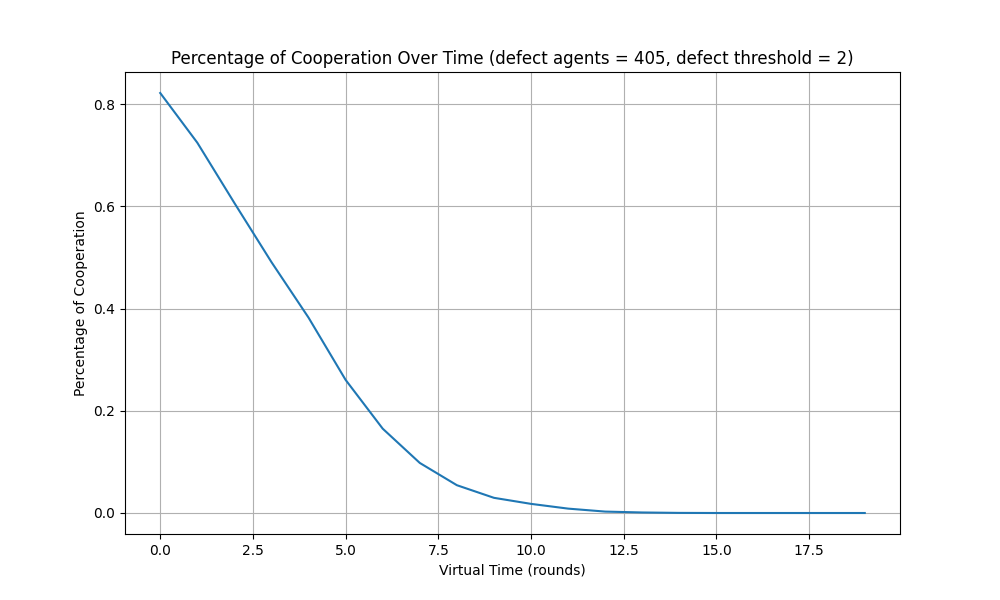 Percentage of Cooperation Over Time (defect agents = 405, defect threshold = 2)
Percentage of Cooperation
0.8
0.6
0.4
0.2
0.0
0.0 2.5 5.0 7.5 10.0 12.5 15.0 17.5
Virtual Time (rounds)